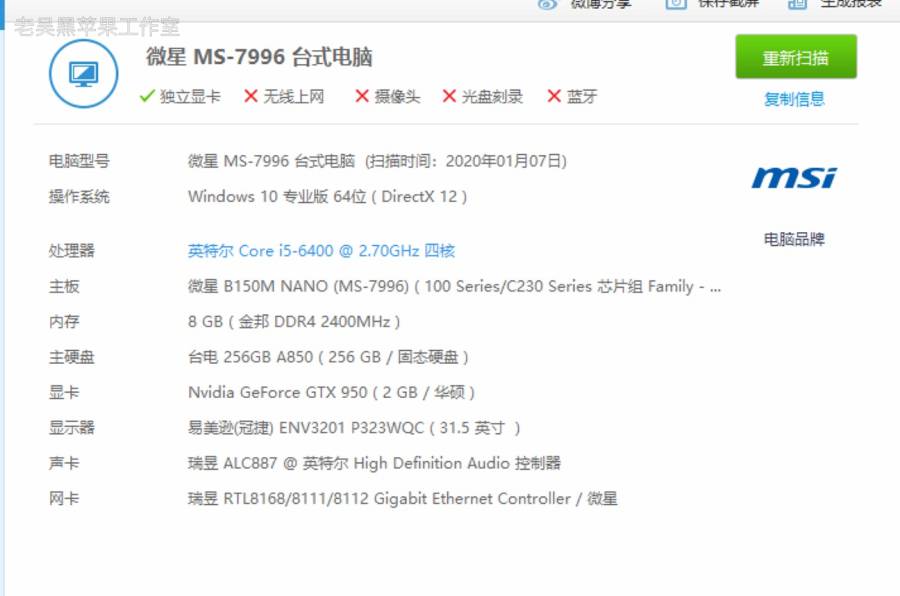 微博分享 保存截屏 生成报表
老吴黑苹果工作室
微星 MS-7996 台式电脑
重新扫描
独立显卡 无线上网 摄像头 光盘刻录 蓝牙
复制信息
电脑型号 微星 MS-7996 台式电脑 (扫描时间：2020年01月07日)
msi
操作系统 Windows 10 专业版 64位 ( DirectX 12 )
电脑品牌
处理器 英特尔 Core i5-6400 @ 2.70GHz 四核
主板 微星 B150M NANO (MS-7996) ( 100 Series/C230 Series 芯片组 Family - ...
内存 8 GB ( 金邦 DDR4 2400MHz )
主硬盘 台电 256GB A850 ( 256 GB / 固态硬盘 )
显卡 Nvidia GeForce GTX 950 ( 2 GB / 华硕 )
显示器 易美逊(冠捷) ENV3201 P323WQC ( 31.5 英寸 )
声卡 瑞昱 ALC887 @ 英特尔 High Definition Audio 控制器
网卡 瑞昱 RTL8168/8111/8112 Gigabit Ethernet Controller / 微星